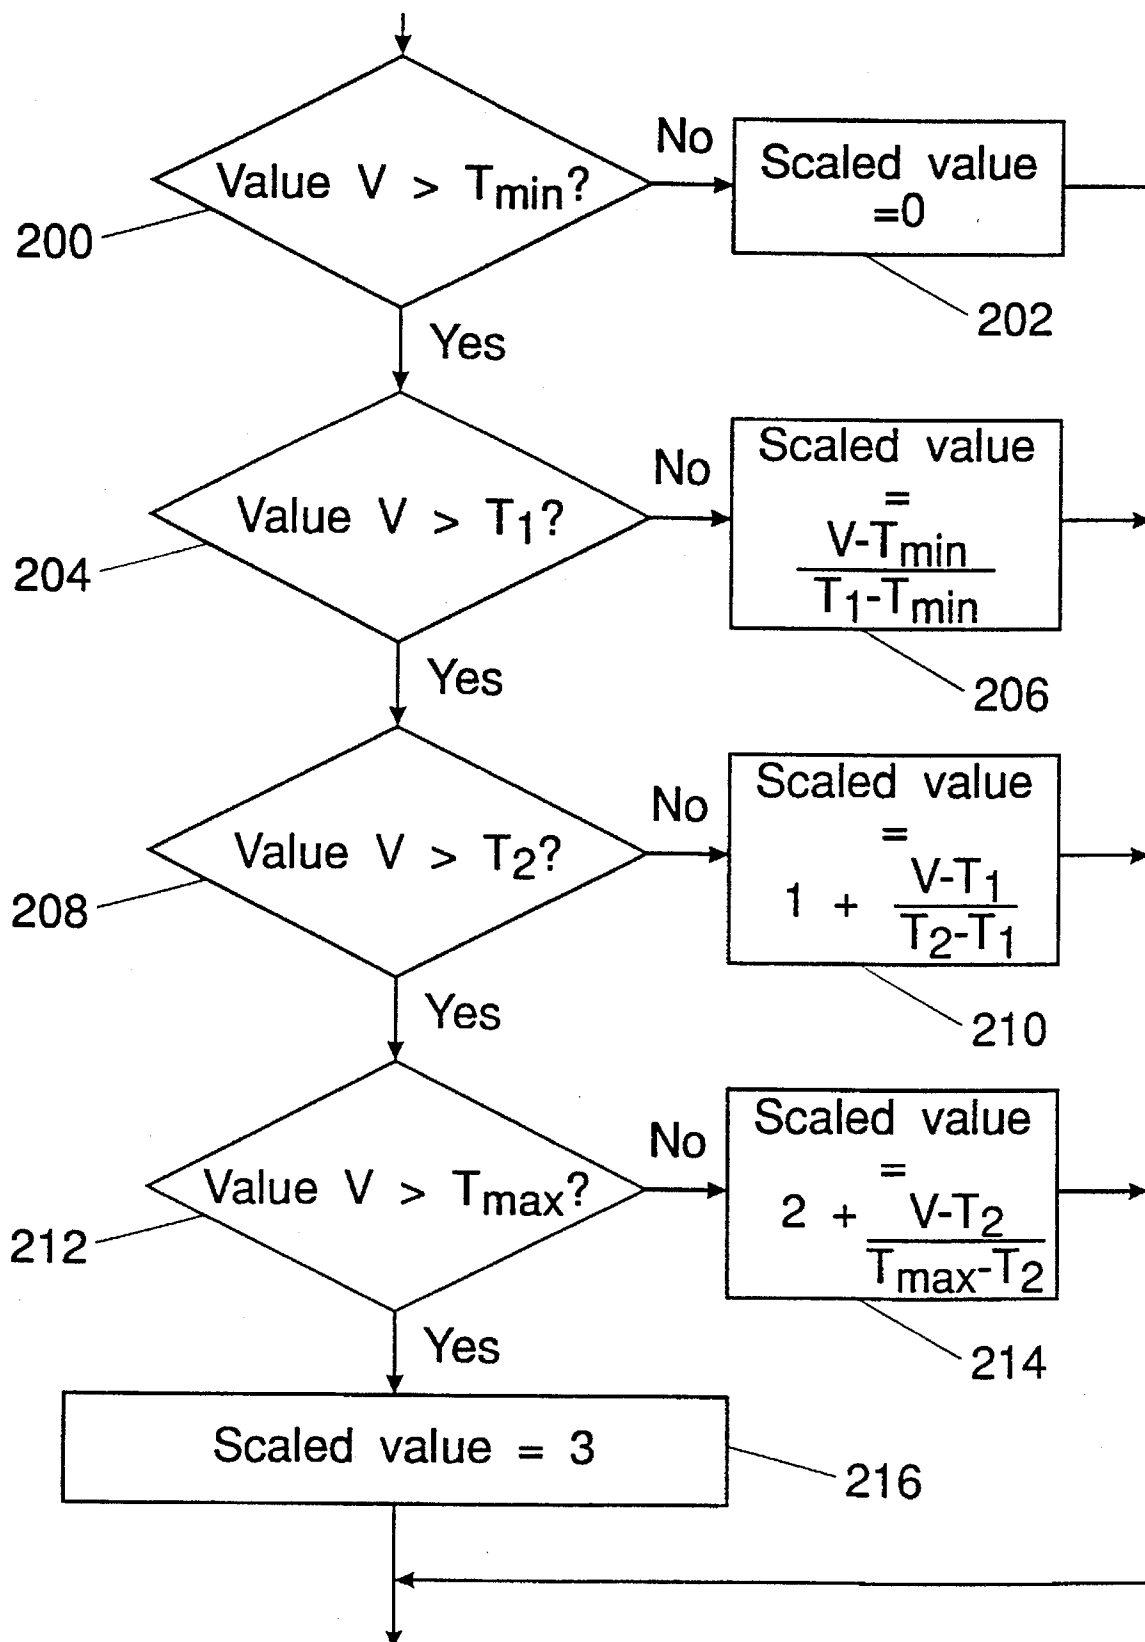 No
Value V > Tmin?
Scaled value
=0
200
202
Yes
No
Value V > T1?
Scaled value
=
V-Tmin
T1-Tmin
204
206
Yes
No
Value V > T2?
Scaled value
=
1 + V-T1
T2-T1
208
210
Yes
No
Value V > Tmax?
Scaled value
=
2 + V-T2
Tmax-T2
212
214
Yes
Scaled value = 3
216